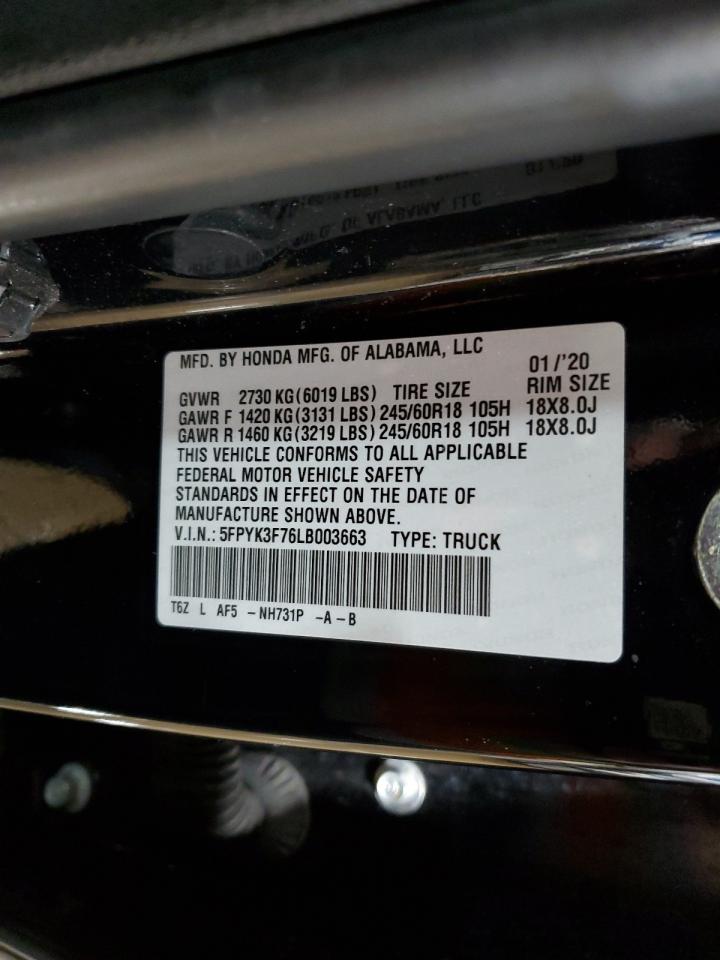 MFD. BY HONDA MFG. OF ALABAMA, LLC 01/'20
GVWR 2730 KG(6019 LBS) TIRE SIZE RIM SIZE
GAWR F 1420 KG(3131 LBS) 245/60R18 105H 18X8.0J
GAWR R 1460 KG(3219 LBS) 245/60R18 105H 18X8.0J
THIS VEHICLE CONFORMS TO ALL APPLICABLE
FEDERAL MOTOR VEHICLE SAFETY
STANDARDS IN EFFECT ON THE DATE OF
MANUFACTURE SHOWN ABOVE.
V.I.N.: 5FPYK3F76LB003663 TYPE: TRUCK
T6Z L AF5 -NH731P -A-B